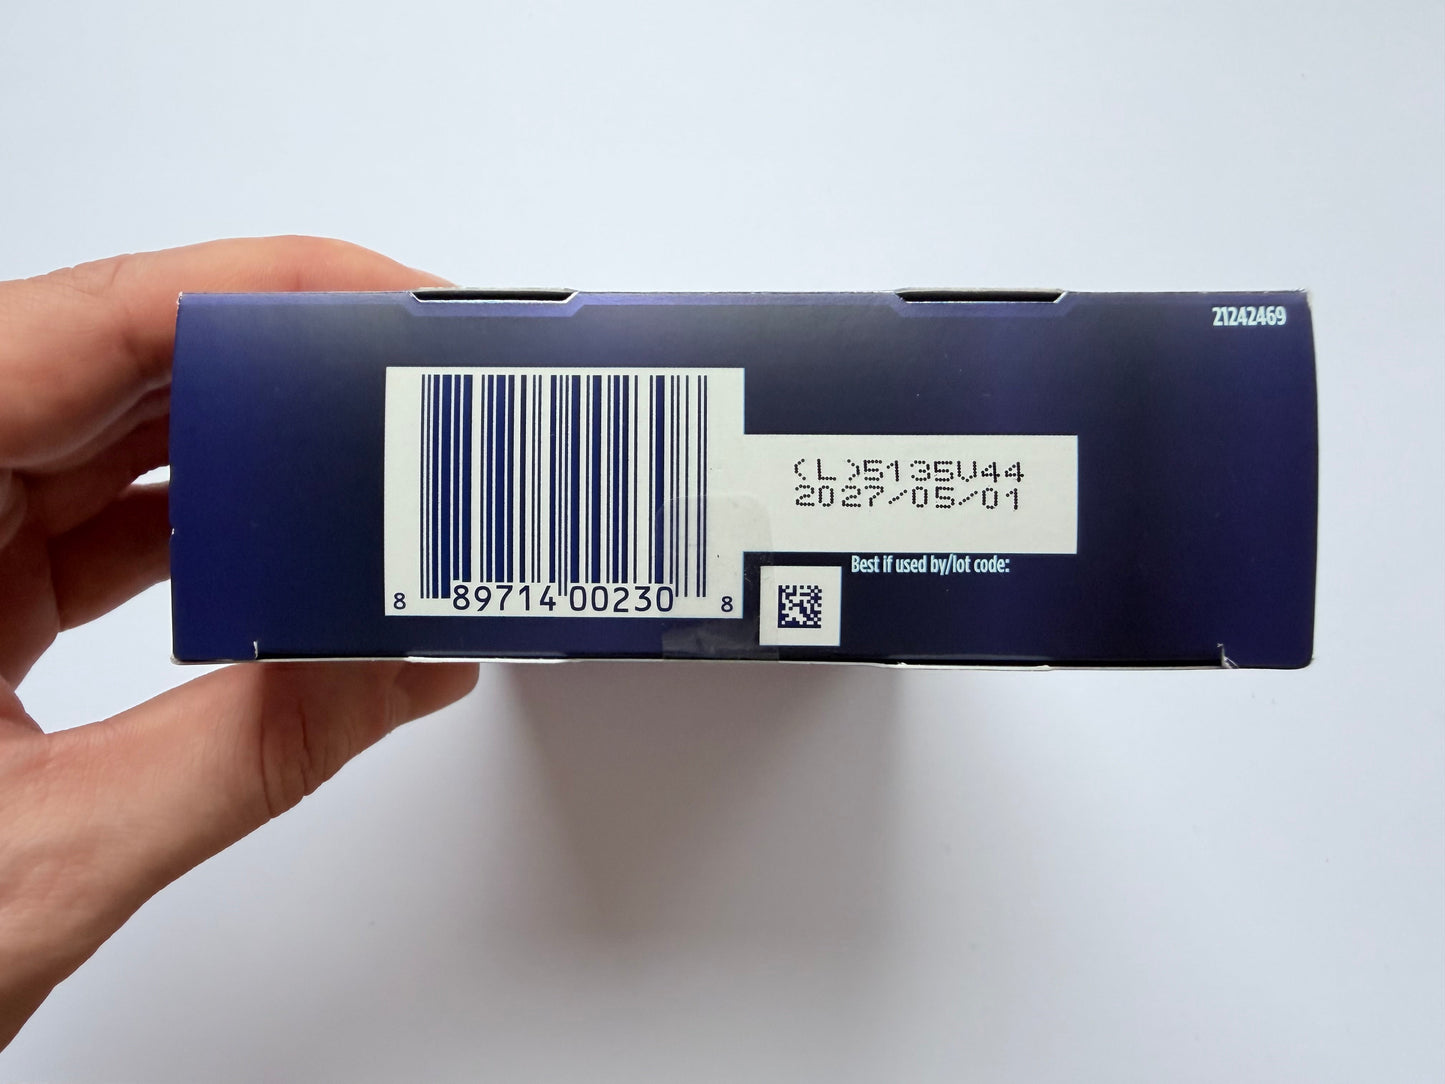 21242469
(L)5135V44
2027/05/01
Best if used by/lot code:
8 89714 00230 8